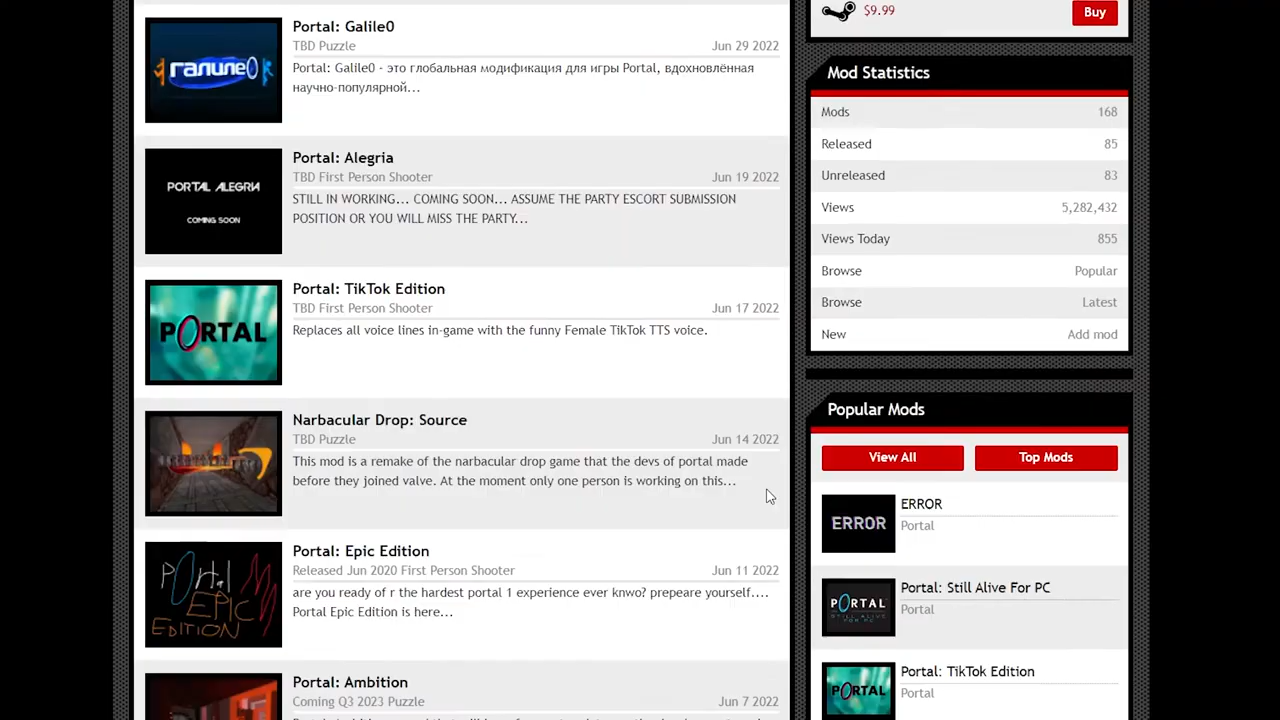 Portal: Galile0
TBD Puzzle
Jun 29 2022
Portal: Galile0 - это глобальная модификация для игры Portal, вдохновлённая
научно-популярной...
галилео
Portal: Alegria
TBD First Person Shooter
Jun 19 2022
STILL IN WORKING... COMING SOON... ASSUME THE PARTY ESCORT SUBMISSION
POSITION OR YOU WILL MISS THE PARTY...
PORTAL ALEGRIA
COMING SOON
Portal: TikTok Edition
TBD First Person Shooter
Jun 17 2022
Replaces all voice lines in-game with the funny Female TikTok TTS voice.
PORTAL
Narbacular Drop: Source
TBD Puzzle
Jun 14 2022
This mod is a remake of the narbacular drop game that the devs of portal made
before they joined valve. At the moment only one person is working on this...
Portal: Epic Edition
Released Jun 2020 First Person Shooter
Jun 11 2022
are you ready of r the hardest portal 1 experience ever knwo? prepeare yourself....
Portal Epic Edition is here...
Portal
EPIC
EDITION
Portal: Ambition
Coming Q3 2023 Puzzle
Jun 7 2022
$9.99
Buy
Mod Statistics
Mods 168
Released 85
Unreleased 83
Views 5,282,432
Views Today 855
Browse Popular
Browse Latest
New Add mod
Popular Mods
View All
Top Mods
ERROR
ERROR
Portal
PORTAL
STILL ALIVE
FOR PC
Portal: Still Alive For PC
Portal
PORTAL
Portal: TikTok Edition
Portal